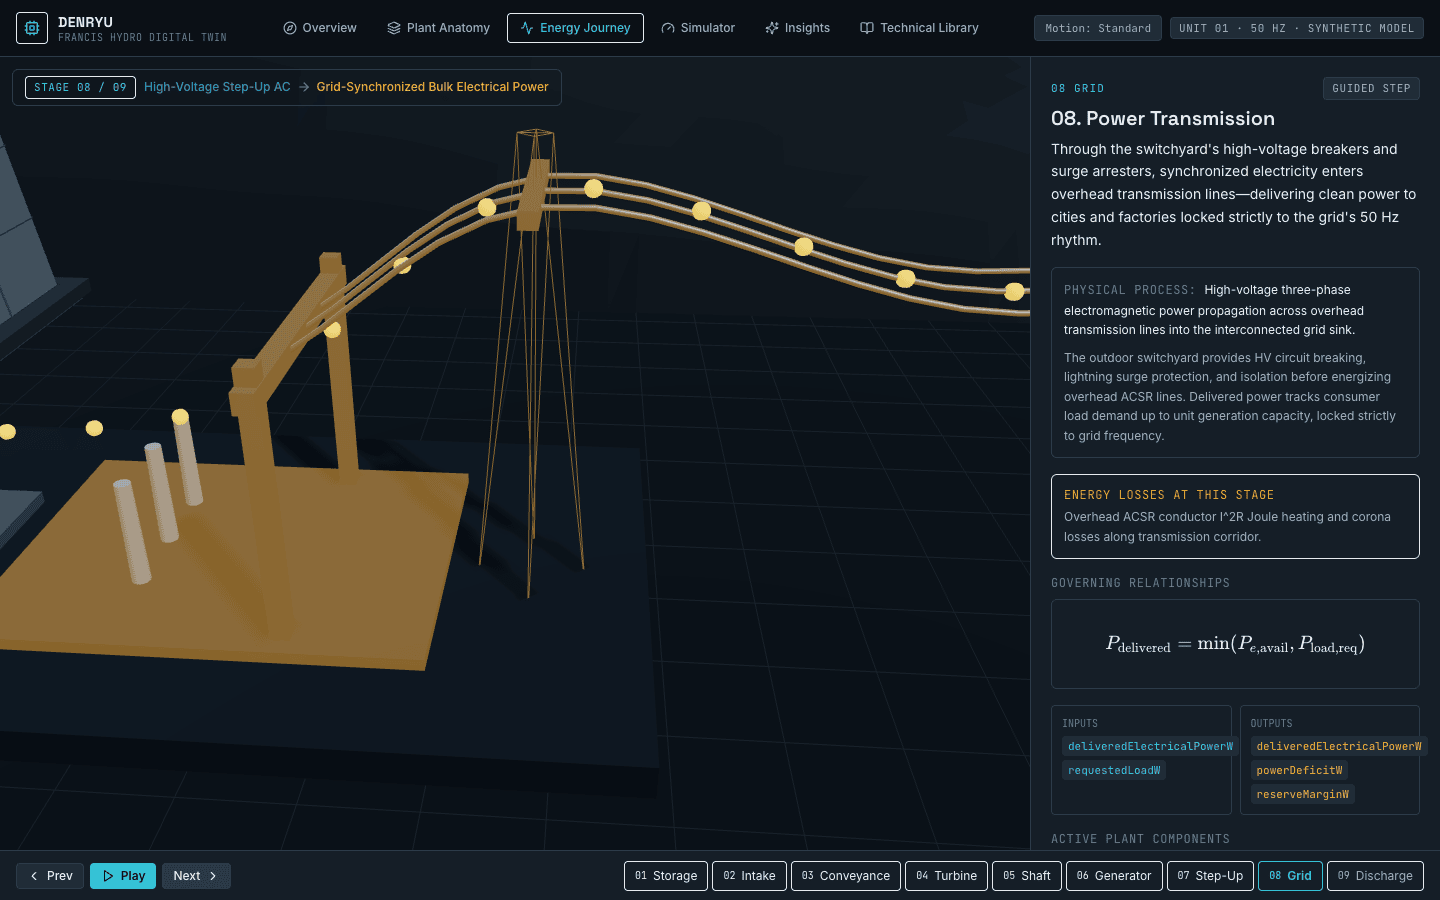 DENRYU
FRANCIS HYDRO DIGITAL TWIN
Overview
Plant Anatomy
Energy Journey
Simulator
Insights
Technical Library
Motion: Standard
UNIT 01 · 50 HZ · SYNTHETIC MODEL
STAGE 08 / 09 High-Voltage Step-Up AC → Grid-Synchronized Bulk Electrical Power
08 GRID
GUIDED STEP
08. Power Transmission
Through the switchyard's high-voltage breakers and
surge arresters, synchronized electricity enters
overhead transmission lines—delivering clean power to
cities and factories locked strictly to the grid's 50 Hz
rhythm.
PHYSICAL PROCESS: High-voltage three-phase
electromagnetic power propagation across overhead
transmission lines into the interconnected grid sink.
The outdoor switchyard provides HV circuit breaking,
lightning surge protection, and isolation before energizing
overhead ACSR lines. Delivered power tracks consumer
load demand up to unit generation capacity, locked strictly
to grid frequency.
ENERGY LOSSES AT THIS STAGE
Overhead ACSR conductor I^2R Joule heating and corona
losses along transmission corridor.
GOVERNING RELATIONSHIPS
P_delivered = min(P_e,avail, P_load,req)
INPUTS
deliveredElectricalPowerW
requestedLoadW
OUTPUTS
deliveredElectricalPowerW
powerDeficitW
reserveMarginW
ACTIVE PLANT COMPONENTS
Prev
Play
Next
01 Storage
02 Intake
03 Conveyance
04 Turbine
05 Shaft
06 Generator
07 Step-Up
08 Grid
09 Discharge